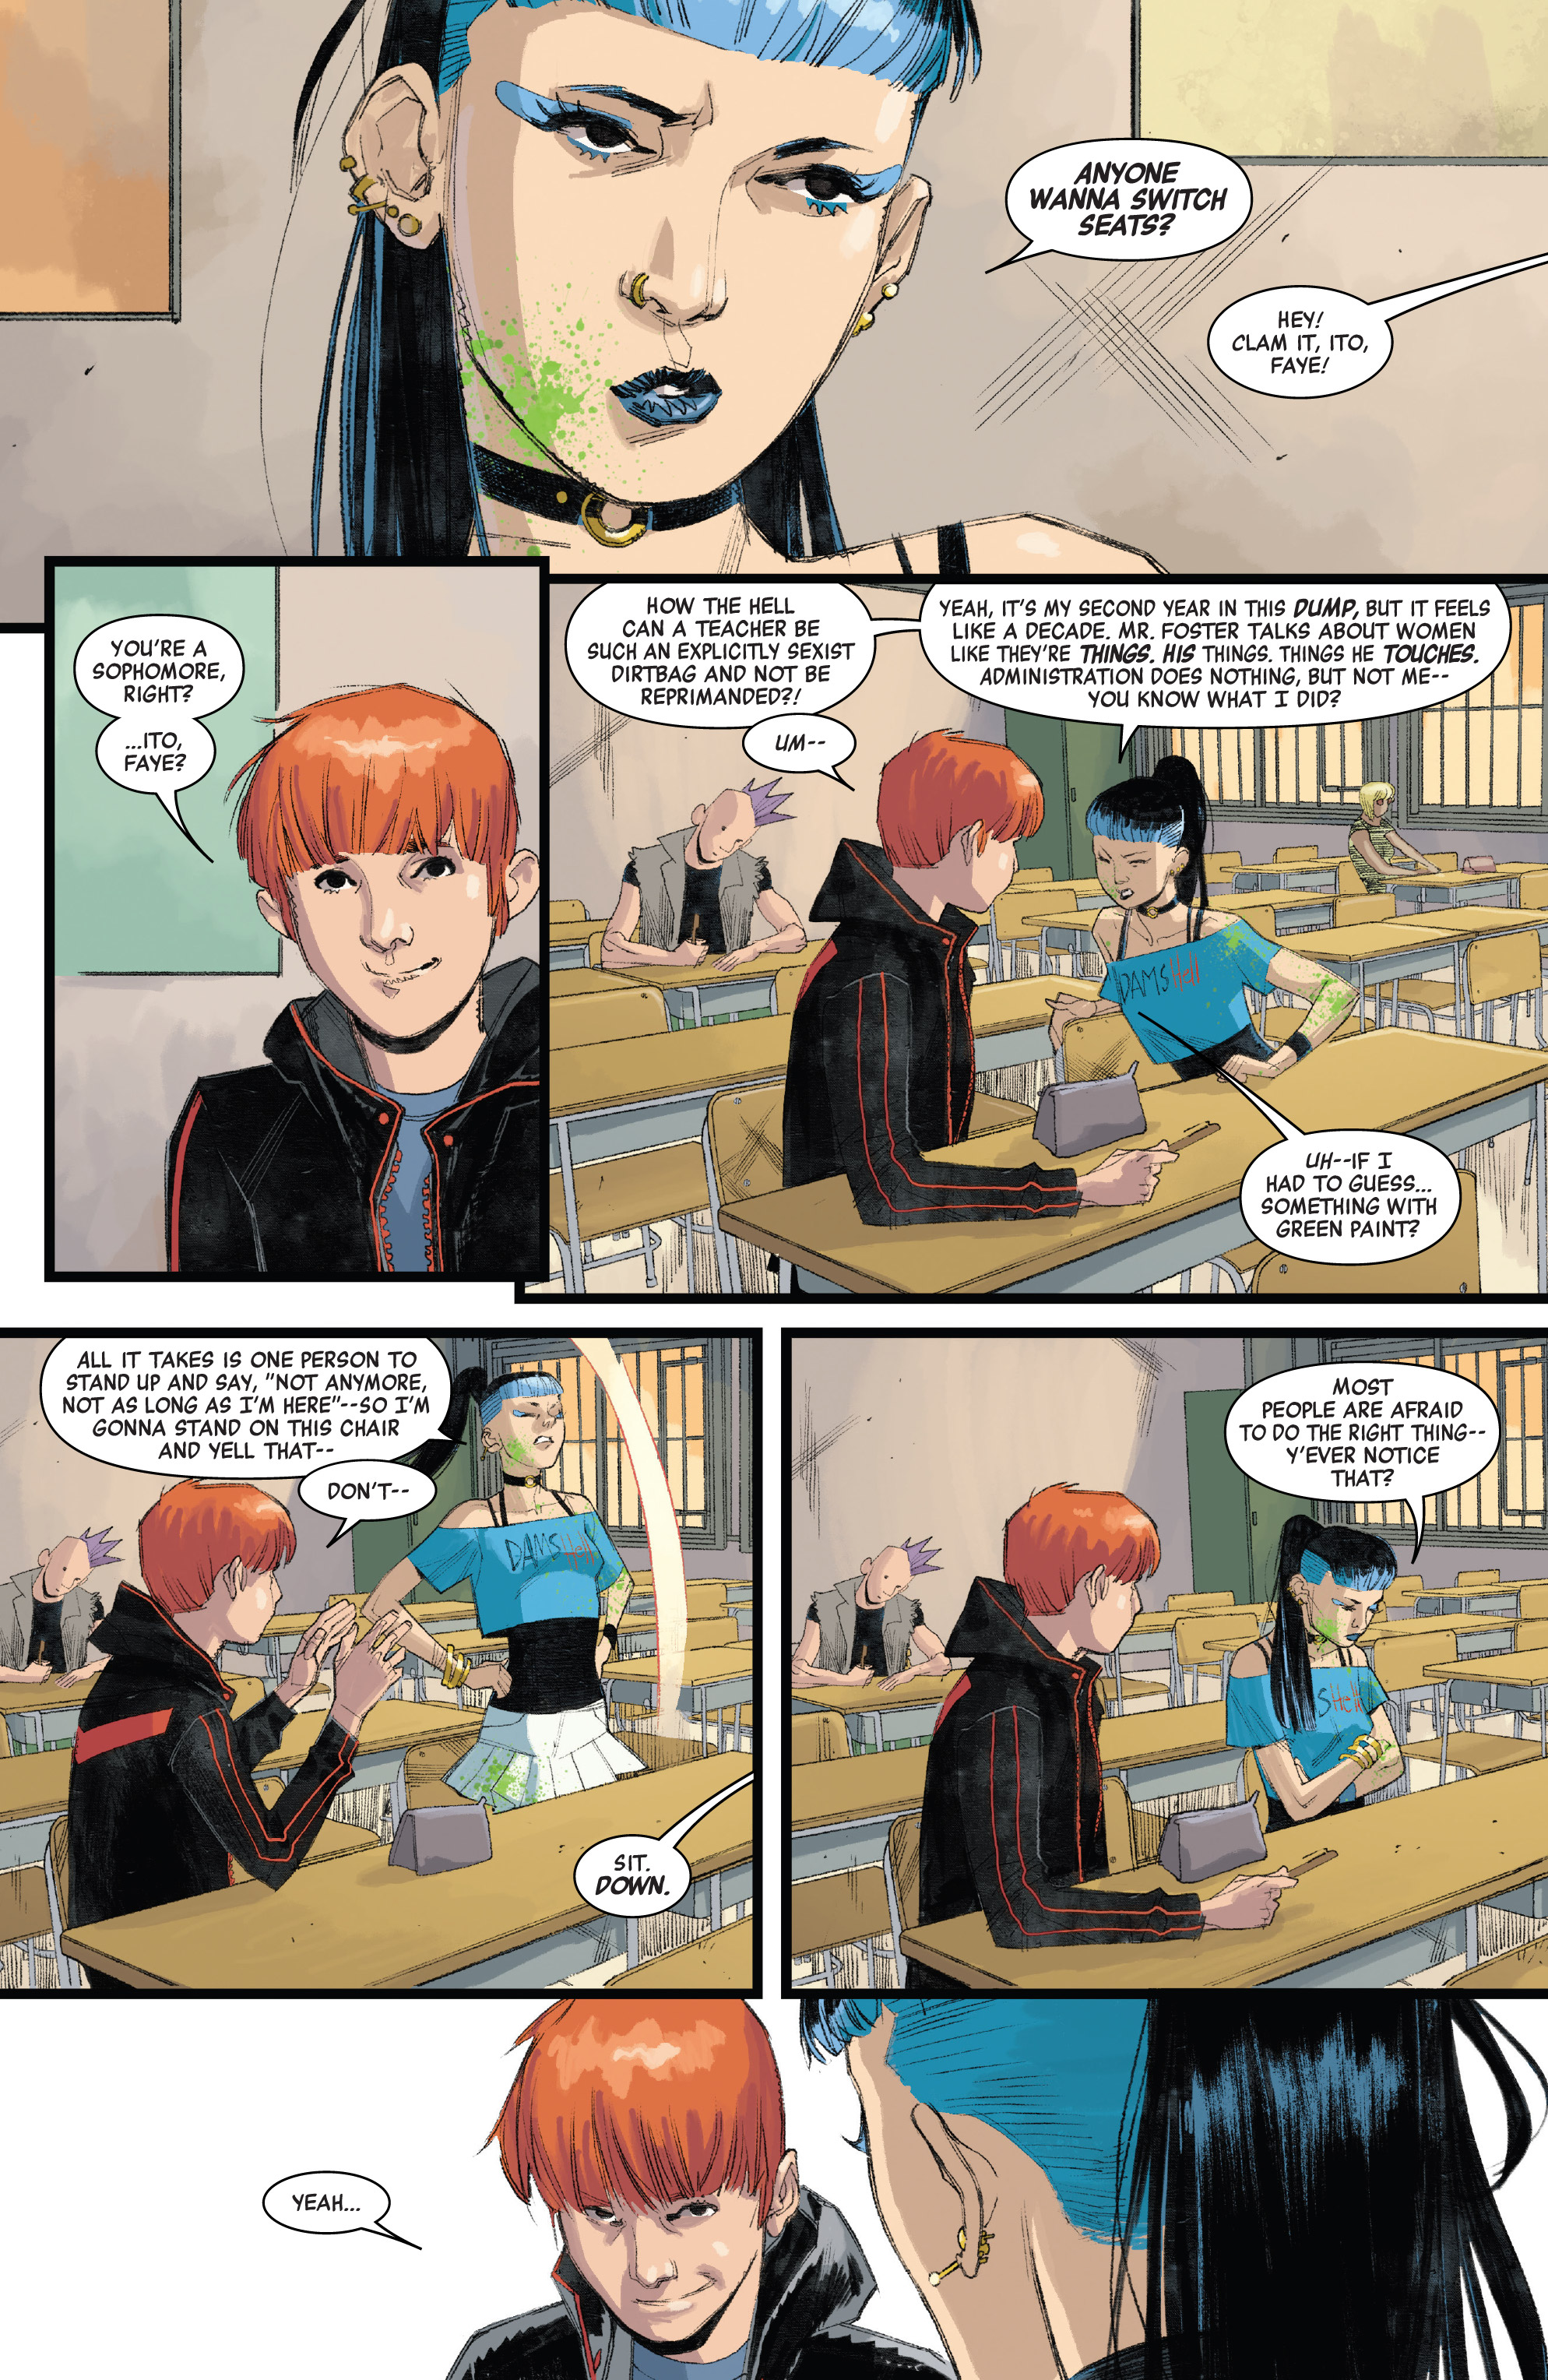 ANYONE
WANNA SWITCH
SEATS?
HEY!
CLAM IT, ITO,
FAYE!
YOU'RE A
SOPHOMORE,
RIGHT?
...ITO,
FAYE?
HOW THE HELL
CAN A TEACHER BE
SUCH AN EXPLICITLY SEXIST
DIRTBAG AND NOT BE
REPRIMANDED?!
YEAH, IT'S MY SECOND YEAR IN THIS DUMP, BUT IT FEELS
LIKE A DECADE. MR. FOSTER TALKS ABOUT WOMEN
LIKE THEY'RE THINGS. HIS THINGS. THINGS HE TOUCHES.
ADMINISTRATION DOES NOTHING, BUT NOT ME--
YOU KNOW WHAT I DID?
UM--
DAMSHell
UH--IF I
HAD TO GUESS...
SOMETHING WITH
GREEN PAINT?
ALL IT TAKES IS ONE PERSON TO
STAND UP AND SAY, "NOT ANYMORE,
NOT AS LONG AS I'M HERE"--SO I'M
GONNA STAND ON THIS CHAIR
AND YELL THAT--
DON'T--
DAMSHell
SIT.
DOWN.
MOST
PEOPLE ARE AFRAID
TO DO THE RIGHT THING--
Y'EVER NOTICE
THAT?
SHell
YEAH...